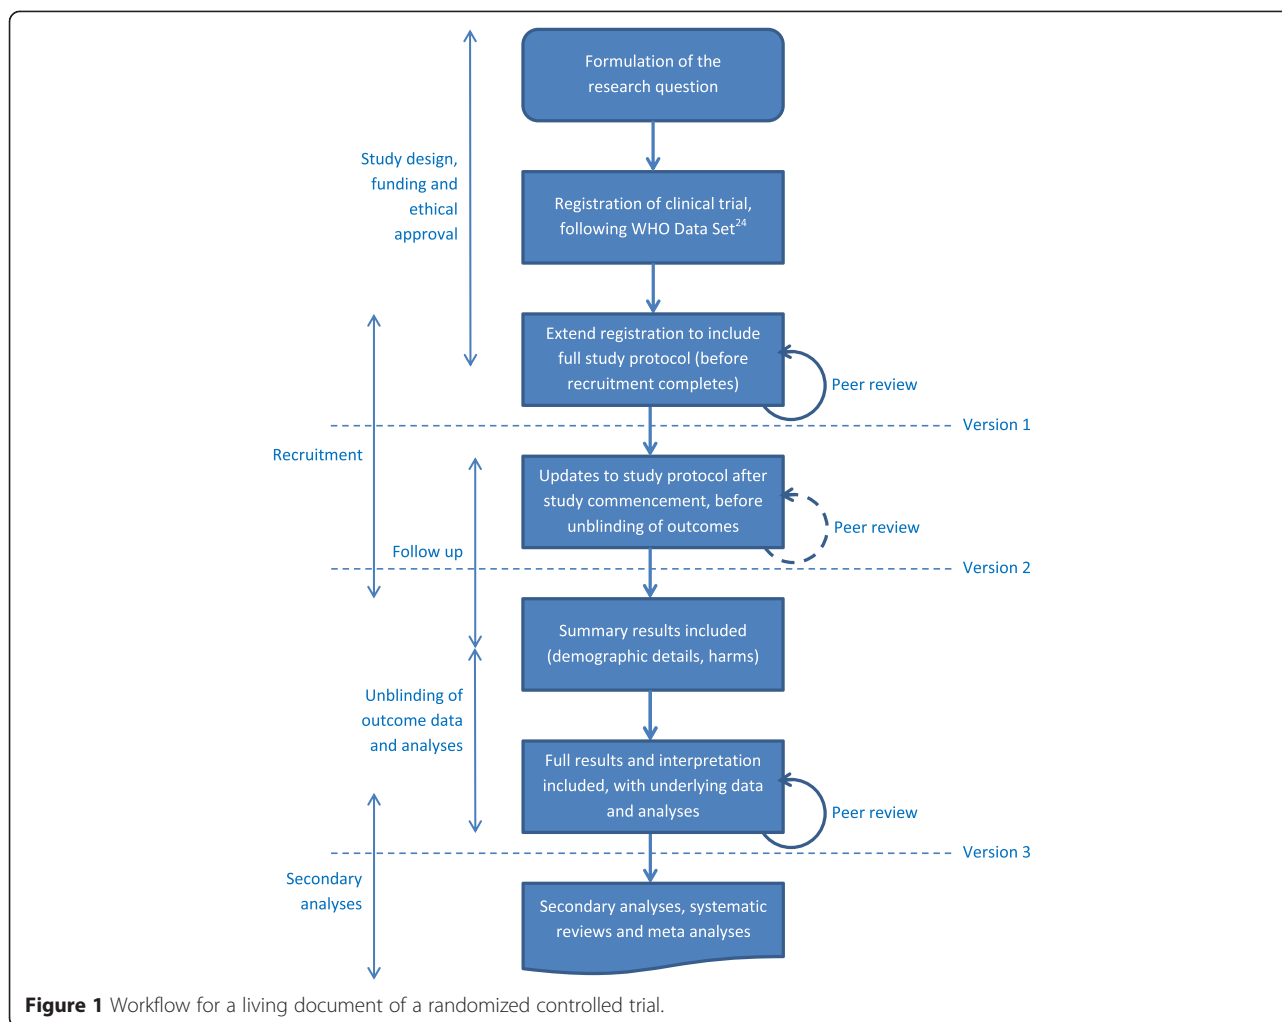 Formulation of the
research question
Study design,
funding and
ethical
approval
Registration of clinical trial,
following WHO Data Set24
Extend registration to include
full study protocol (before
recruitment completes)
Peer review
Version 1
Recruitment
Updates to study protocol after
study commencement, before
unblinding of outcomes
Peer review
Follow up
Version 2
Summary results included
(demographic details, harms)
Unblinding of
outcome data
and analyses
Full results and interpretation
included, with underlying data
and analyses
Peer review
Version 3
Secondary
analyses
Secondary analyses, systematic
reviews and meta analyses
Figure 1 Workflow for a living document of a randomized controlled trial.